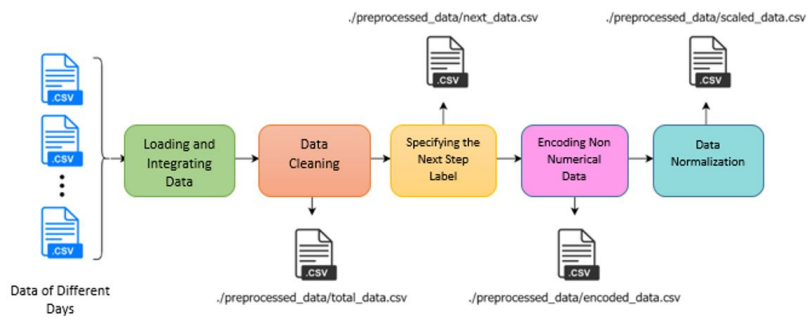 ./preprocessed_data/next_data.csv
./preprocessed_data/scaled_data.csv
.CSV
.CSV
.CSV
.CSV
.CSV
Loading and
Integrating
Data
Data
Cleaning
Specifying the
Next Step
Label
Encoding Non
Numerical
Data
Data
Normalization
.CSV
.CSV
Data of Different
Days
./preprocessed_data/total_data.csv
./preprocessed_data/encoded_data.csv